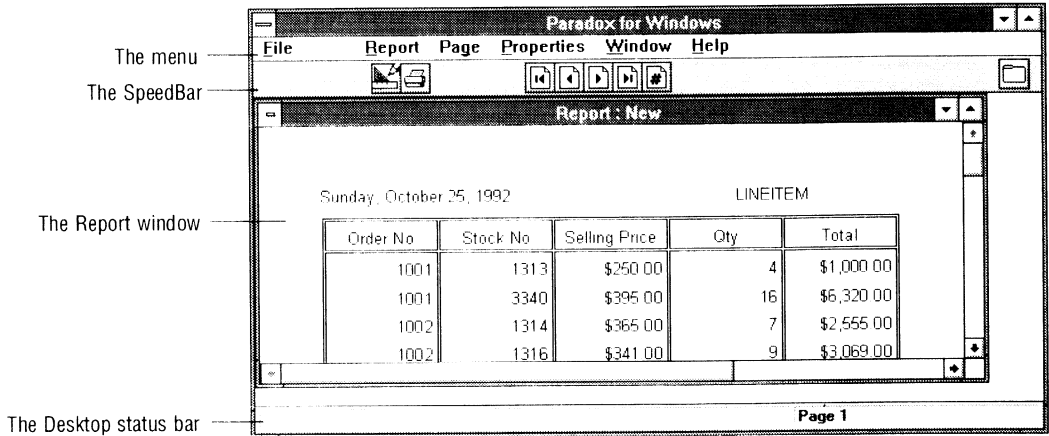 Paradox for Windows
The menu
File Report Page Properties Window Help
The SpeedBar
#
Report : New
Sunday, October 25, 1992 LINEITEM
The Report window
Order No Stock No Selling Price Qty Total
1001 1313 $250.00 4 $1,000.00
1001 3340 $395.00 16 $6,320.00
1002 1314 $365.00 7 $2,555.00
1002 1316 $341.00 9 $3,069.00
Page 1
The Desktop status bar